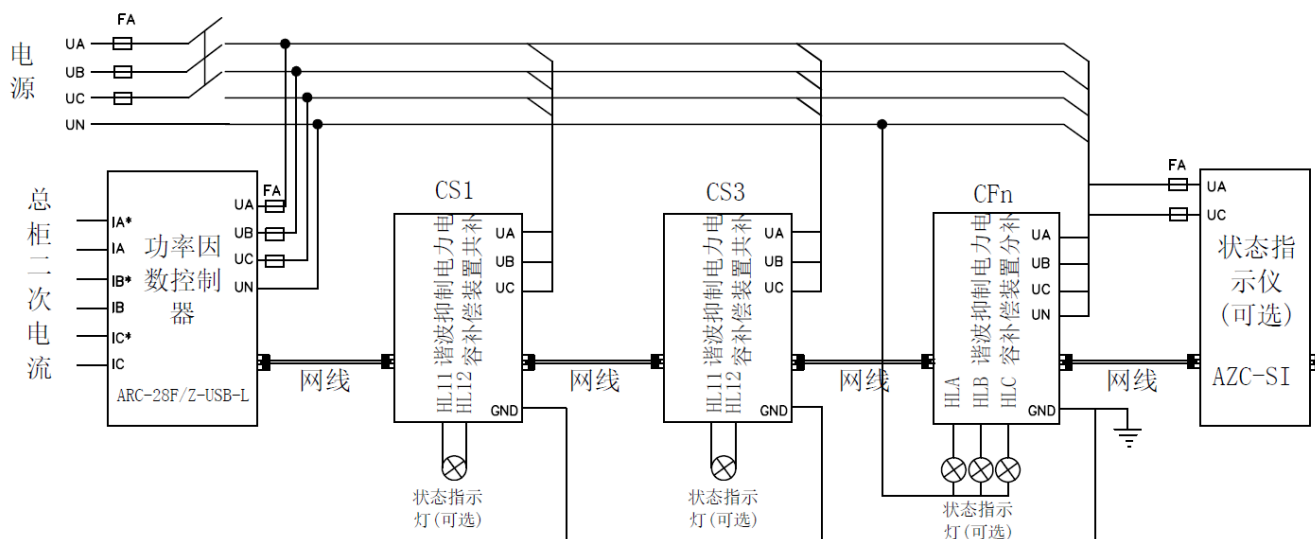 FA
电源
UA
UB
UC
UN
总柜二次电流
IA*
IA
IB*
IB
IC*
IC
功率因
数控制
器
ARC-28F/Z-USB-L
UA
UB
UC
UN
FA
网线
CS1
谐波抑制电力电
容补偿装置共补
HL11
HL12
UA
UB
UC
GND
状态指示
灯(可选)
网线
CS3
谐波抑制电力电
容补偿装置共补
HL11
HL12
UA
UB
UC
GND
状态指示
灯(可选)
网线
CFn
谐波抑制电力电
容补偿装置分补
HLA
HLB
HLC
UA
UB
UC
UN
GND
状态指示
灯(可选)
网线
FA
UA
UC
状态指
示仪
(可选)
AZC-SI